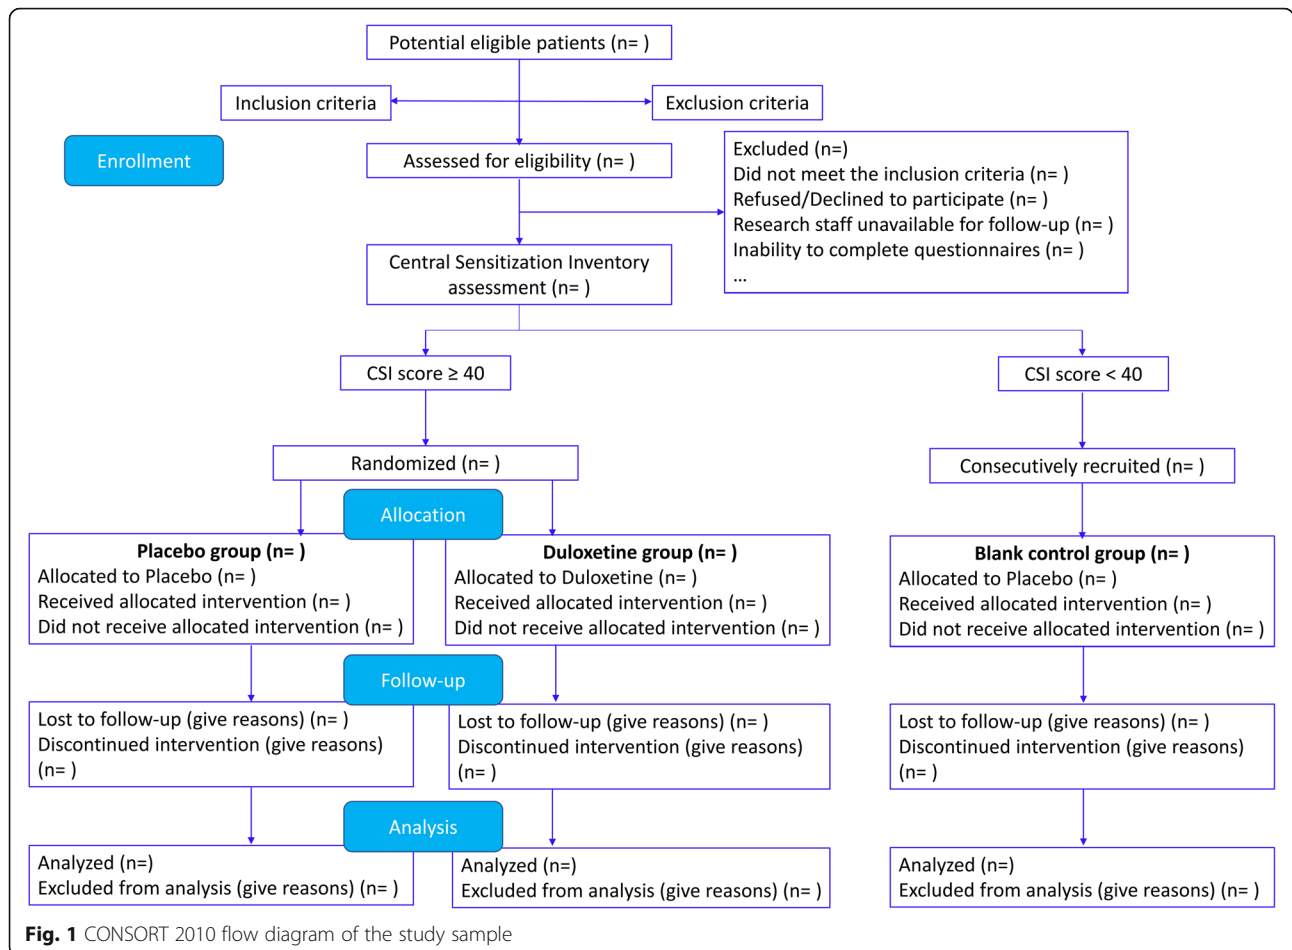 Potential eligible patients (n= )
Inclusion criteria
Exclusion criteria
Enrollment
Assessed for eligibility (n= )
Excluded (n=)
Did not meet the inclusion criteria (n= )
Refused/Declined to participate (n= )
Research staff unavailable for follow-up (n= )
Inability to complete questionnaires (n= )
...
Central Sensitization Inventory
assessment (n= )
CSI score ≥ 40
CSI score < 40
Randomized (n= )
Consecutively recruited (n= )
Allocation
Placebo group (n= )
Allocated to Placebo (n= )
Received allocated intervention (n= )
Did not receive allocated intervention (n= )
Duloxetine group (n= )
Allocated to Duloxetine (n= )
Received allocated intervention (n= )
Did not receive allocated intervention (n= )
Blank control group (n= )
Allocated to Placebo (n= )
Received allocated intervention (n= )
Did not receive allocated intervention (n= )
Follow-up
Lost to follow-up (give reasons) (n= )
Discontinued intervention (give reasons)
(n= )
Lost to follow-up (give reasons) (n= )
Discontinued intervention (give reasons)
(n= )
Lost to follow-up (give reasons) (n= )
Discontinued intervention (give reasons)
(n= )
Analysis
Analyzed (n=)
Excluded from analysis (give reasons) (n= )
Analyzed (n=)
Excluded from analysis (give reasons) (n= )
Analyzed (n=)
Excluded from analysis (give reasons) (n= )
Fig. 1 CONSORT 2010 flow diagram of the study sample